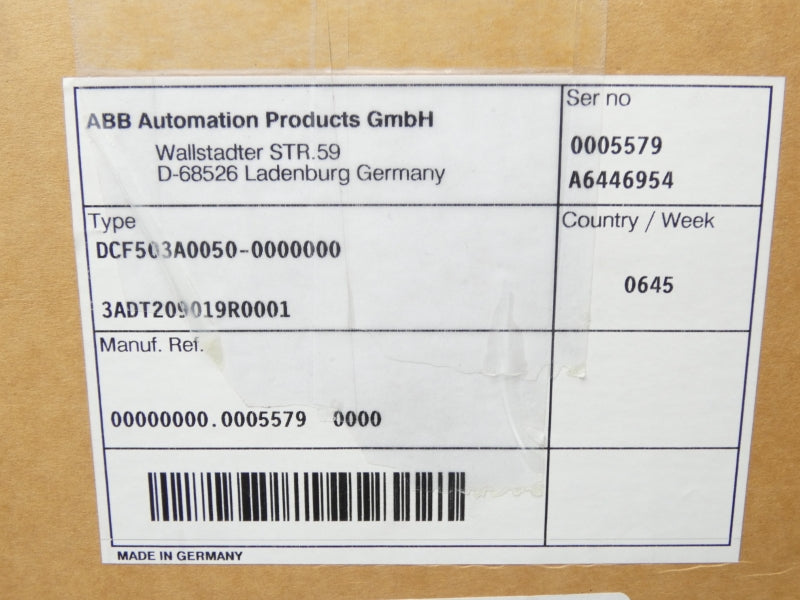 ABB Automation Products GmbH
Wallstadter STR.59
D-68526 Ladenburg Germany
Ser no
0005579
A6446954
Type
DCF503A0050-0000000
3ADT209019R0001
Country / Week
0645
Manuf. Ref.
00000000.0005579 0000
MADE IN GERMANY